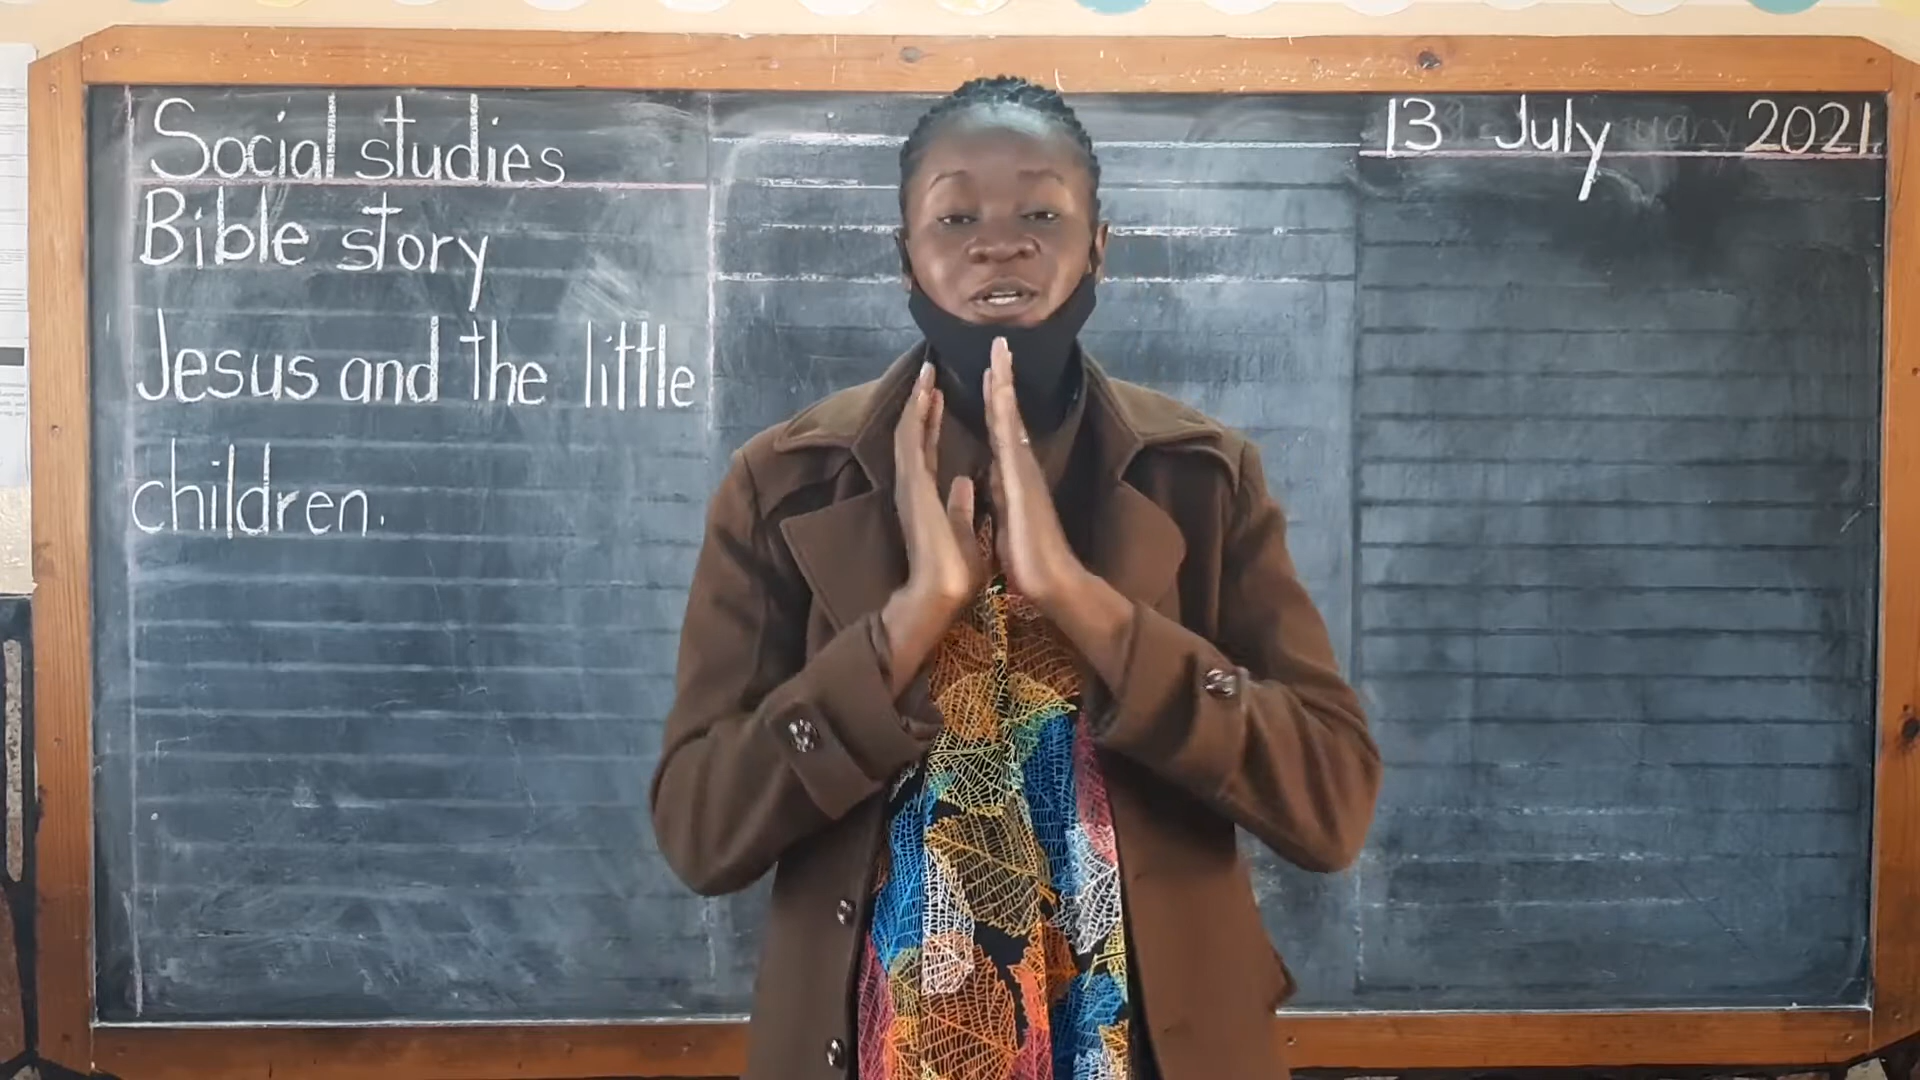 Social studies
13 July 2021.
Bible story
Jesus and the little
children.